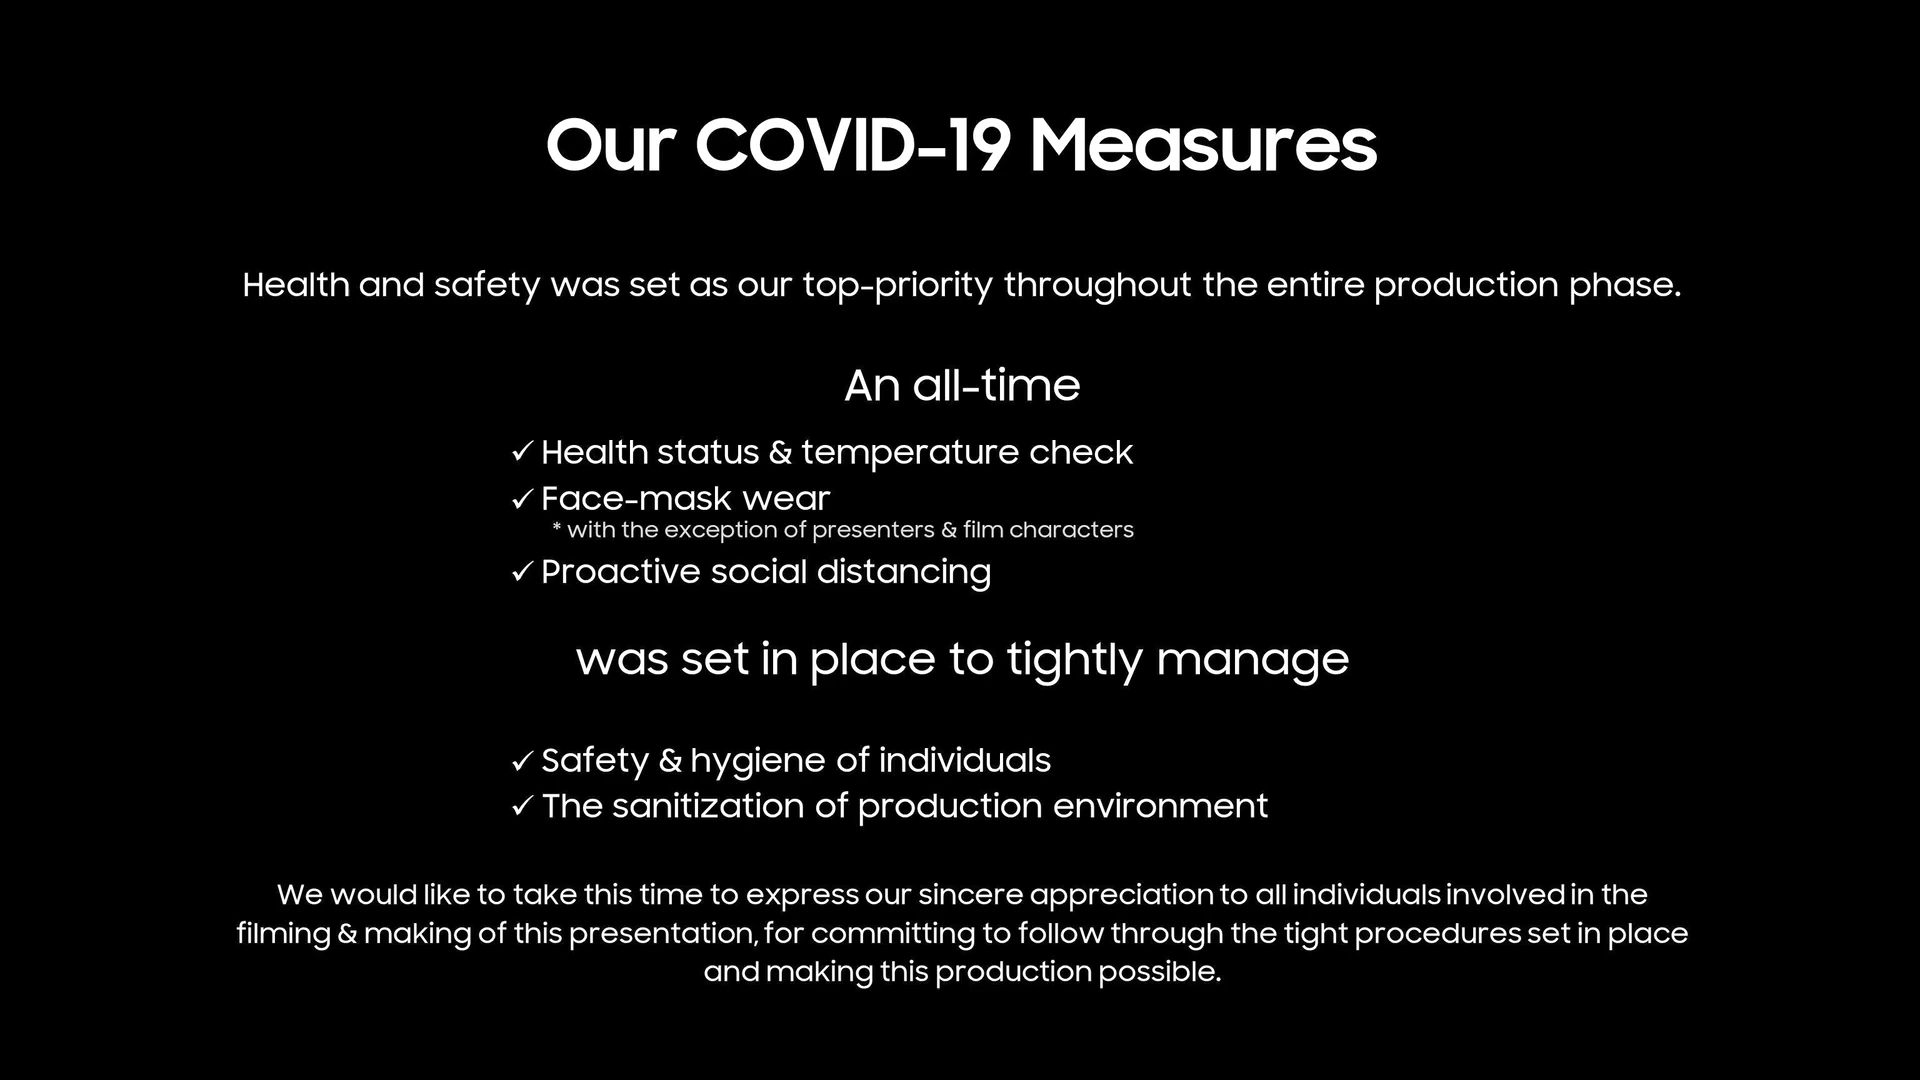 Our COVID-19 Measures
Health and safety was set as our top-priority throughout the entire production phase.
An all-time
✓ Health status & temperature check
✓ Face-mask wear
* with the exception of presenters & film characters
✓ Proactive social distancing
was set in place to tightly manage
✓ Safety & hygiene of individuals
✓ The sanitization of production environment
We would like to take this time to express our sincere appreciation to all individuals involved in the
filming & making of this presentation, for committing to follow through the tight procedures set in place
and making this production possible.